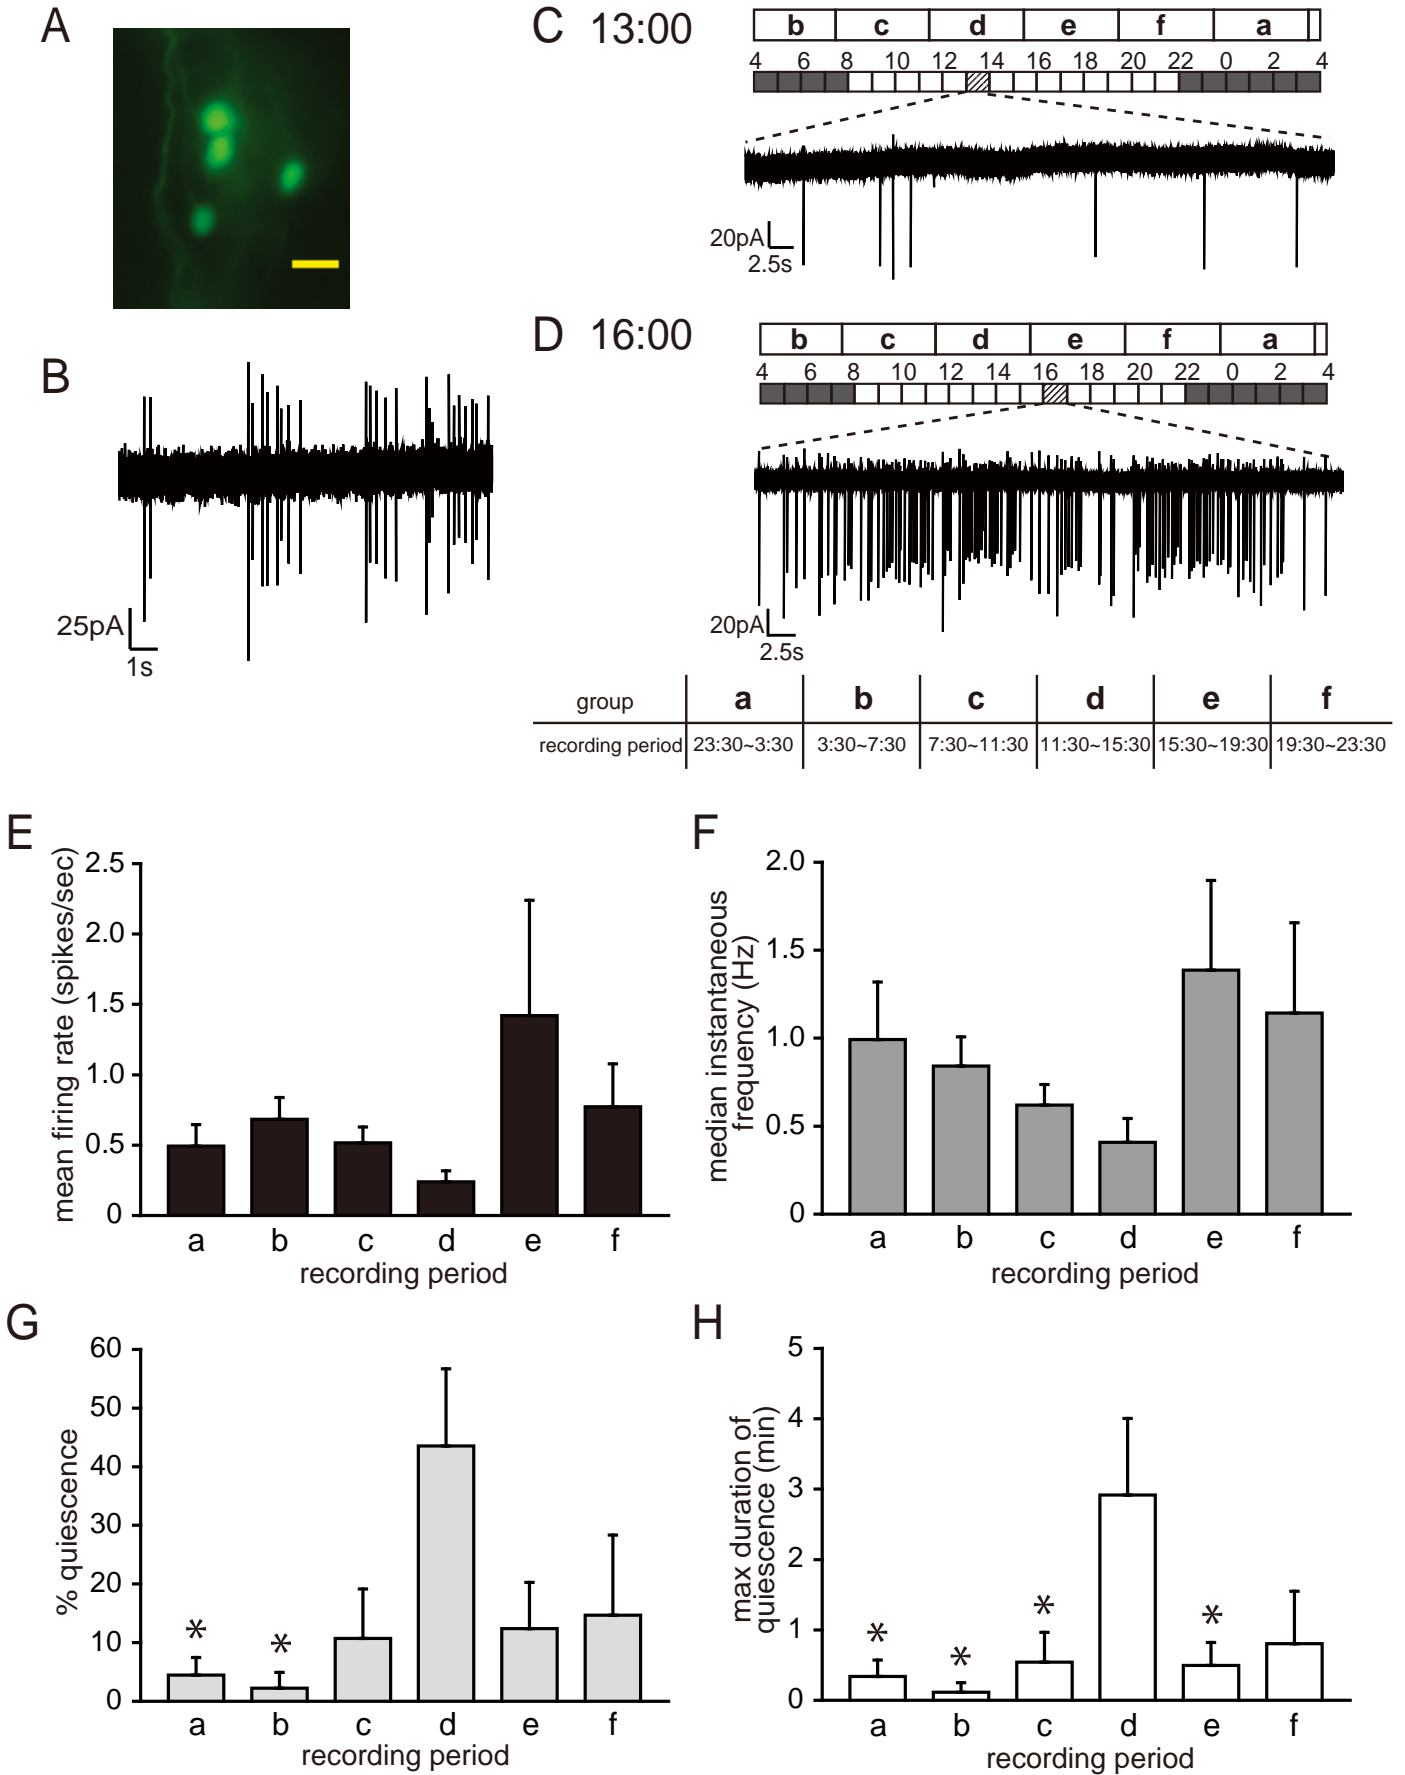 A
C 13:00
b c d e f a
4 6 8 10 12 14 16 18 20 22 0 2 4
20pA
2.5s
B
25pA
1s
D 16:00
b c d e f a
4 6 8 10 12 14 16 18 20 22 0 2 4
20pA
2.5s
group a b c d e f
recording period 23:30~3:30 3:30~7:30 7:30~11:30 11:30~15:30 15:30~19:30 19:30~23:30
E
mean firing rate (spikes/sec)
2.5
2.0
1.5
1.0
0.5
0
a b c d e f
recording period
F
median instantaneous
frequency (Hz)
2.0
1.5
1.0
0.5
0
a b c d e f
recording period
G
% quiescence
60
50
40
30
20
10
0
* *
a b c d e f
recording period
H
max duration of
quiescence (min)
5
4
3
2
1
0
* * * *
a b c d e f
recording period